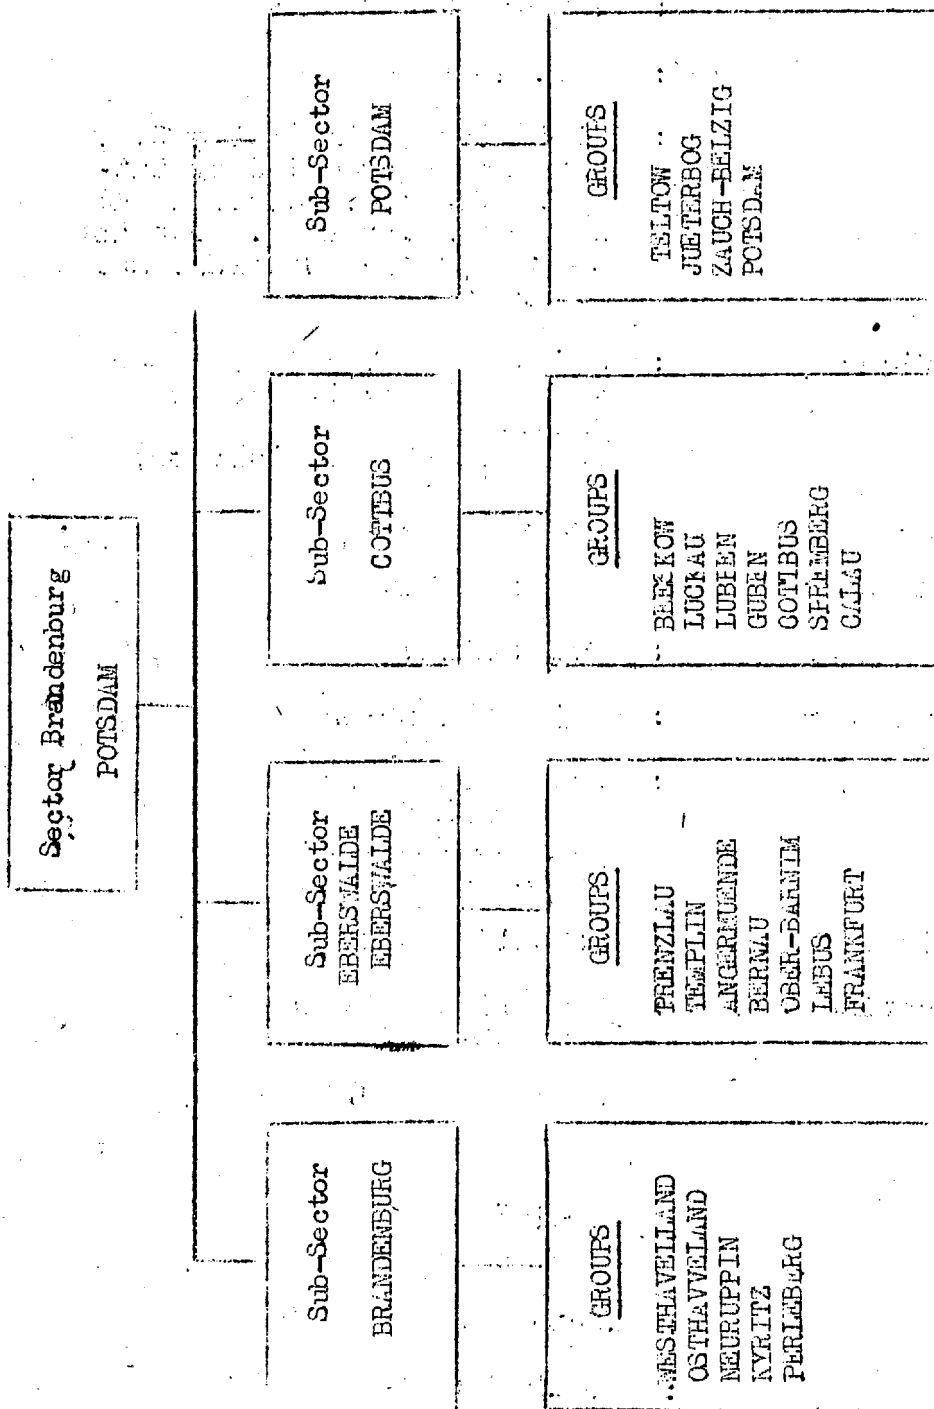 Sector Brandenburg
POTSDAM
Sub-Sector
BRANDENBURG
GROUPS
WESTHAVELLAND
OSTHAVVELAND
NEURUPPIN
KYRITZ
PERLEBERG
Sub-Sector
EBERSWALDE
EBERSWALDE
GROUPS
PRENZLAU
TEMPLIN
ANGERMUENDE
BERNAU
OBER-BARNIM
LEBUS
FRANKFURT
Sub-Sector
COTTBUS
GROUPS
BEESKOW
LUCKAU
LUBBEN
GUBEN
COTTBUS
SPREMBERG
CALAU
Sub-Sector
POTSDAM
GROUPS
TELTOW
JUETERBOG
ZAUCH-BELZIG
POTSDAM